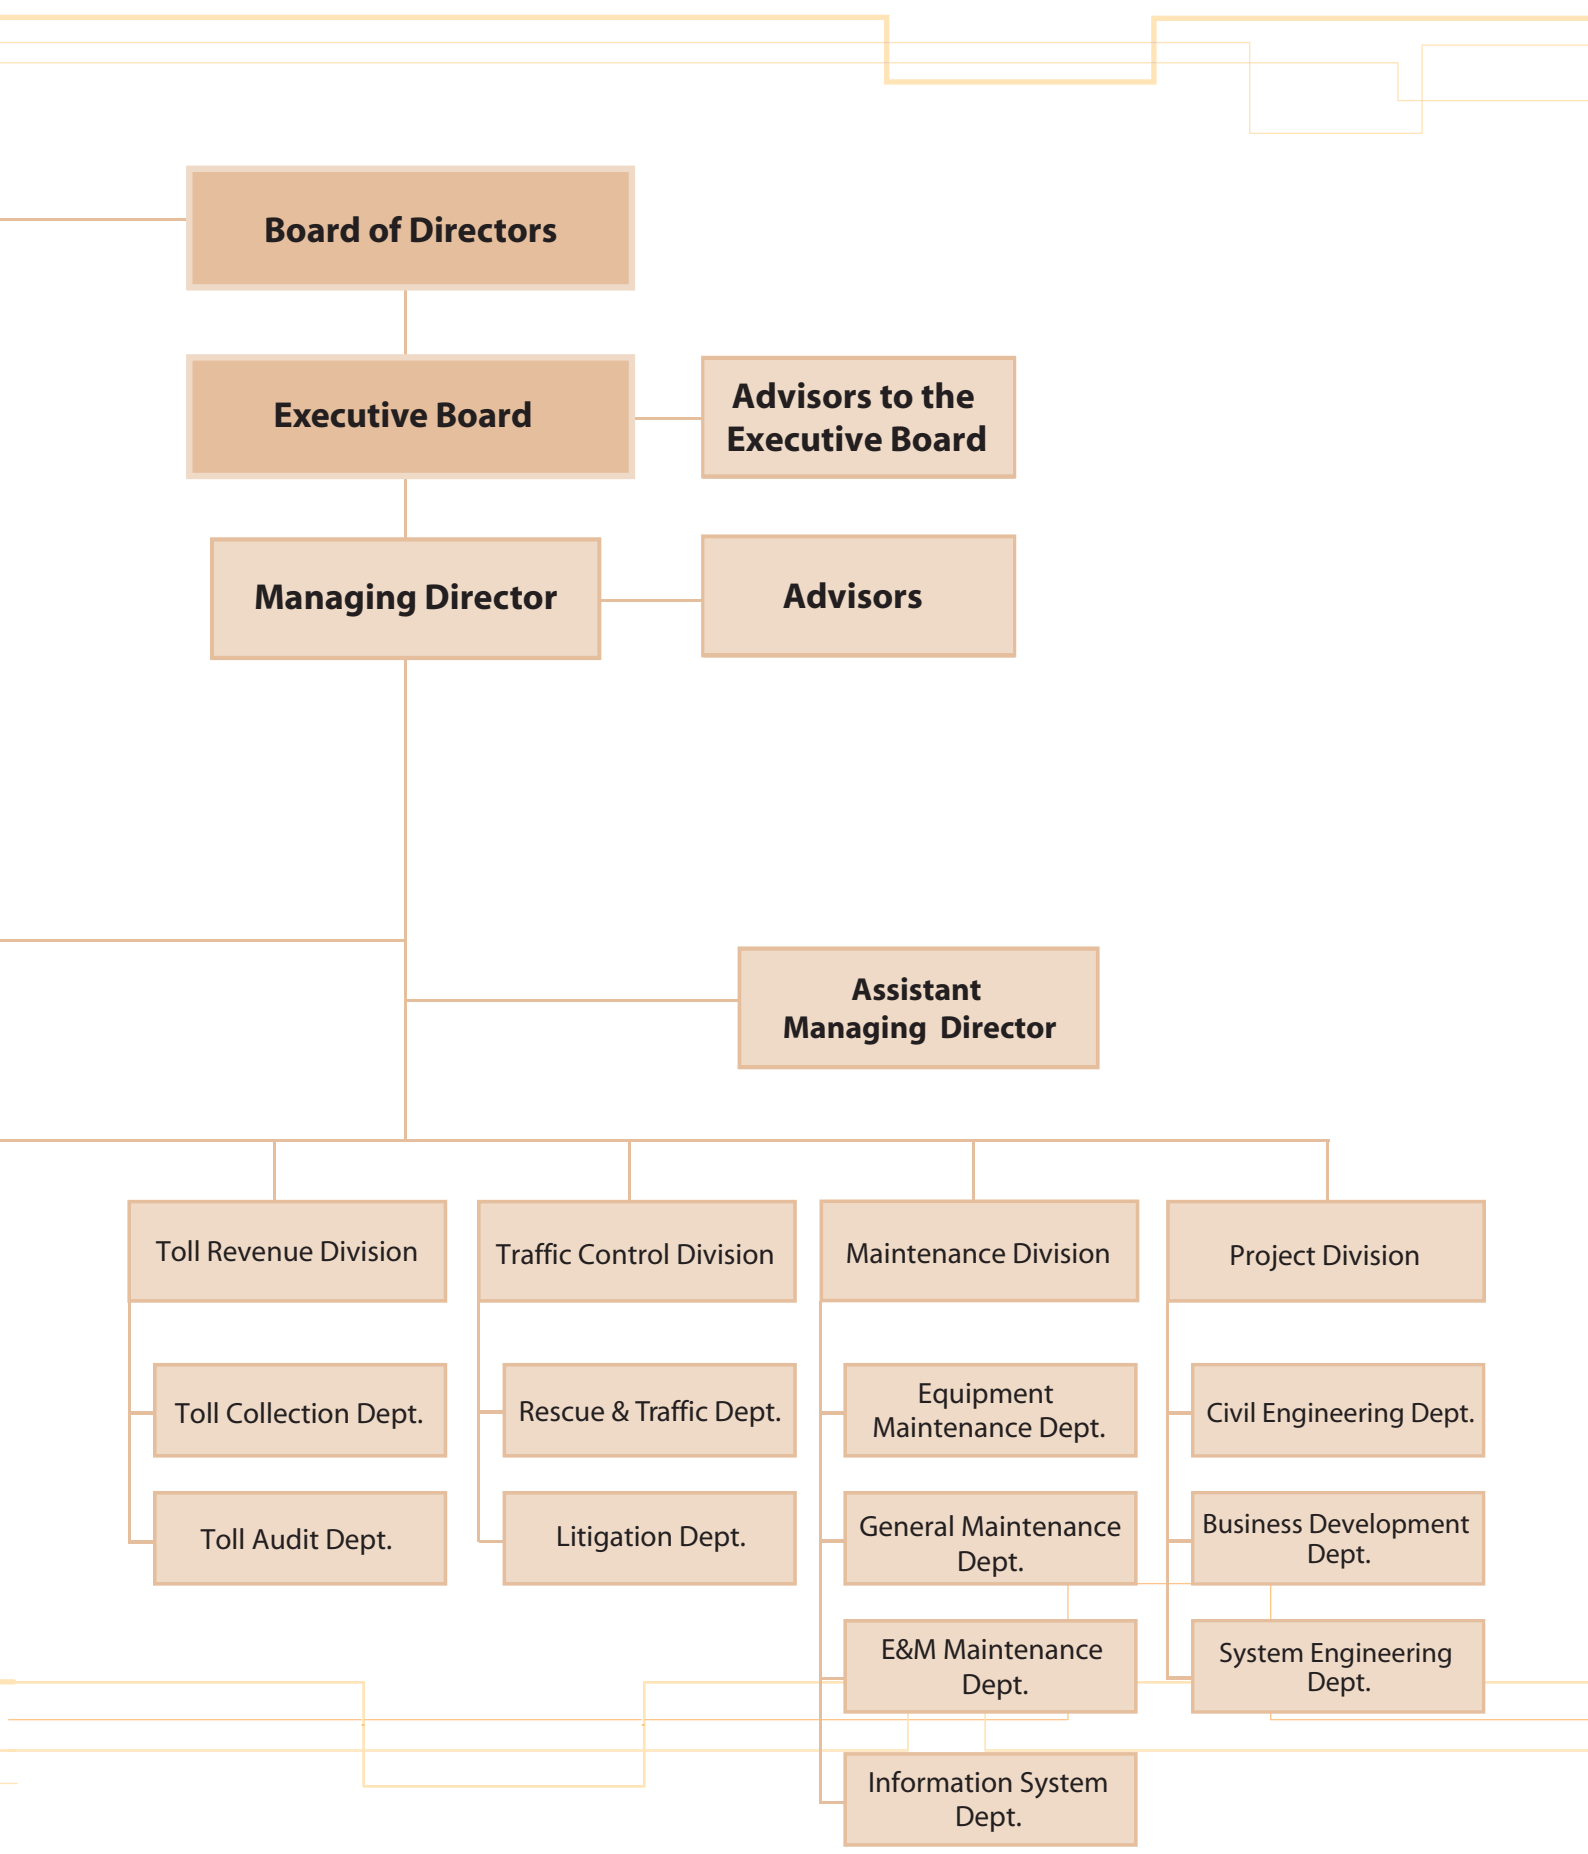 Board of Directors
Executive Board
Advisors to the
Executive Board
Managing Director
Advisors
Assistant
Managing Director
Toll Revenue Division
Traffic Control Division
Maintenance Division
Project Division
Toll Collection Dept.
Rescue & Traffic Dept.
Equipment
Maintenance Dept.
Civil Engineering Dept.
Toll Audit Dept.
Litigation Dept.
General Maintenance
Dept.
Business Development
Dept.
E&M Maintenance
Dept.
System Engineering
Dept.
Information System
Dept.